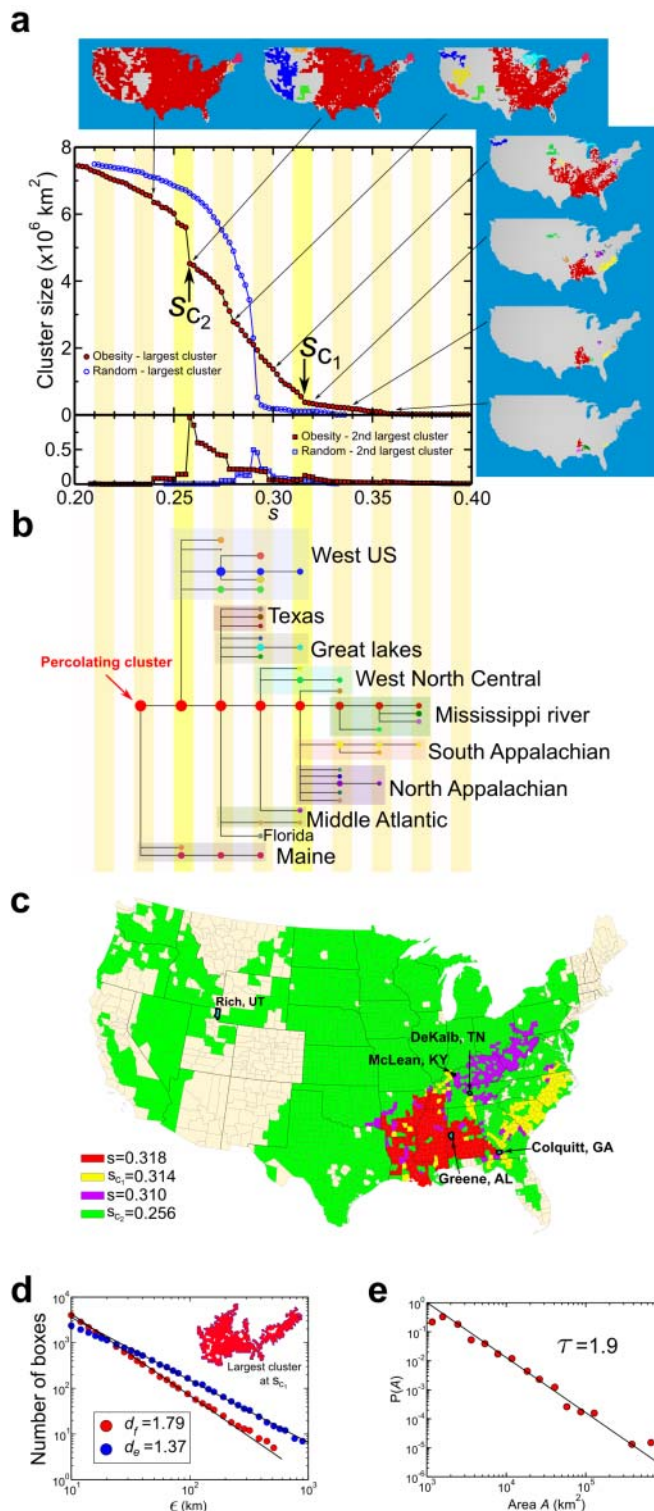 a
8
6
4
2
0
Cluster size (x10⁶ km²)
Sc₂
Sc₁
Obesity - largest cluster
Random - largest cluster
0.5
0
Obesity - 2nd largest cluster
Random - 2nd largest cluster
0.20 0.25 0.30 0.35 0.40
s
b
West US
Texas
Great lakes
Percolating cluster
West North Central
Mississippi river
South Appalachian
North Appalachian
Middle Atlantic
Florida
Maine
c
Rich, UT
DeKalb, TN
McLean, KY
Colquitt, GA
Greene, AL
s=0.318
sc₁=0.314
s=0.310
sc₂=0.256
d
Number of boxes
10⁴
10³
10²
10¹
10⁰
Largest cluster
at sc₁
df=1.79
de=1.37
10¹ 10² 10³
ϵ (km)
e
P(A)
10⁰
10⁻¹
10⁻²
10⁻³
10⁻⁴
10⁻⁵
10⁻⁶
τ=1.9
10³ 10⁴ 10⁵
Area A (km²)